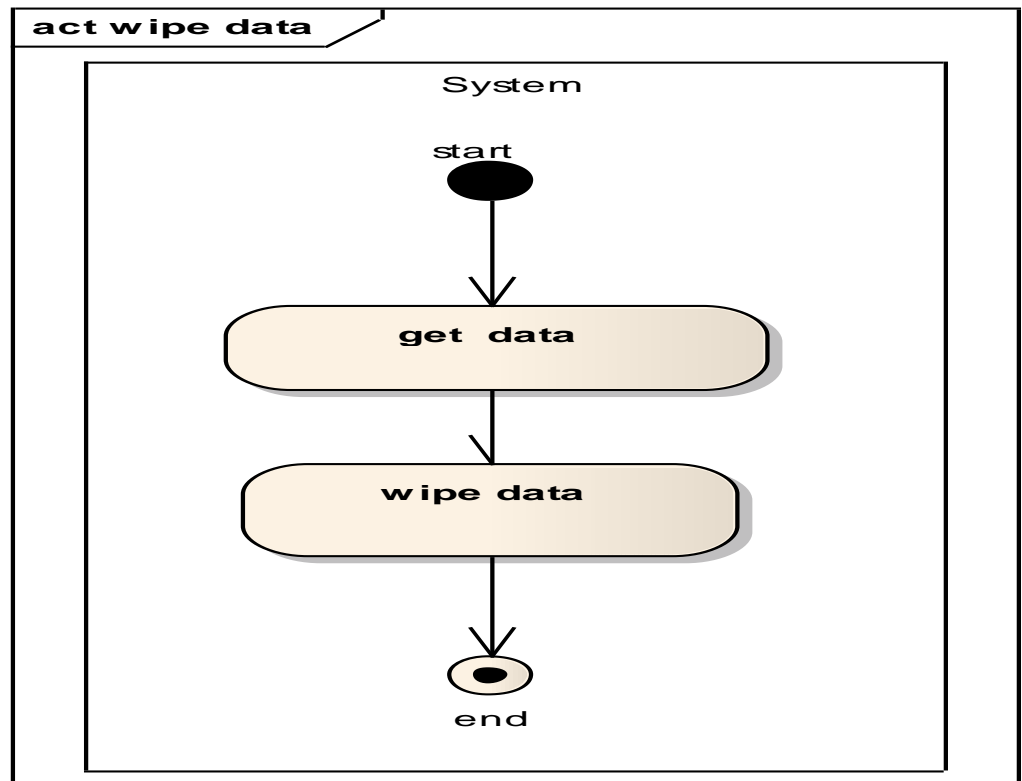 act wipe data
System
start
get data
wipe data
end